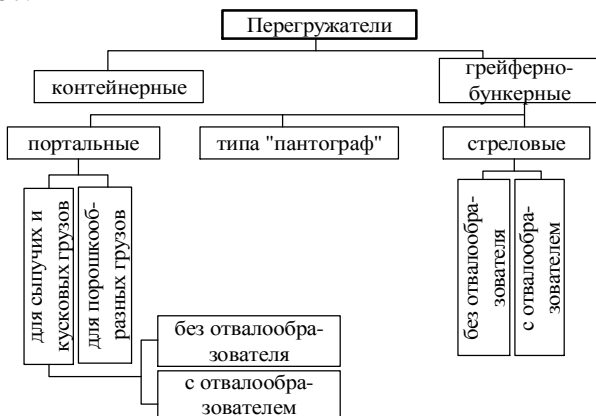 Перегружатели
контейнерные
грейферно-
бункерные
портальные
типа "пантограф"
стреловые
для сыпучих и
кусковых грузов
для порошкооб-
разных грузов
без отвалообра-
зователя
с отвалообра-
зователем
без отвалообра-
зователя
с отвалообра-
зователем